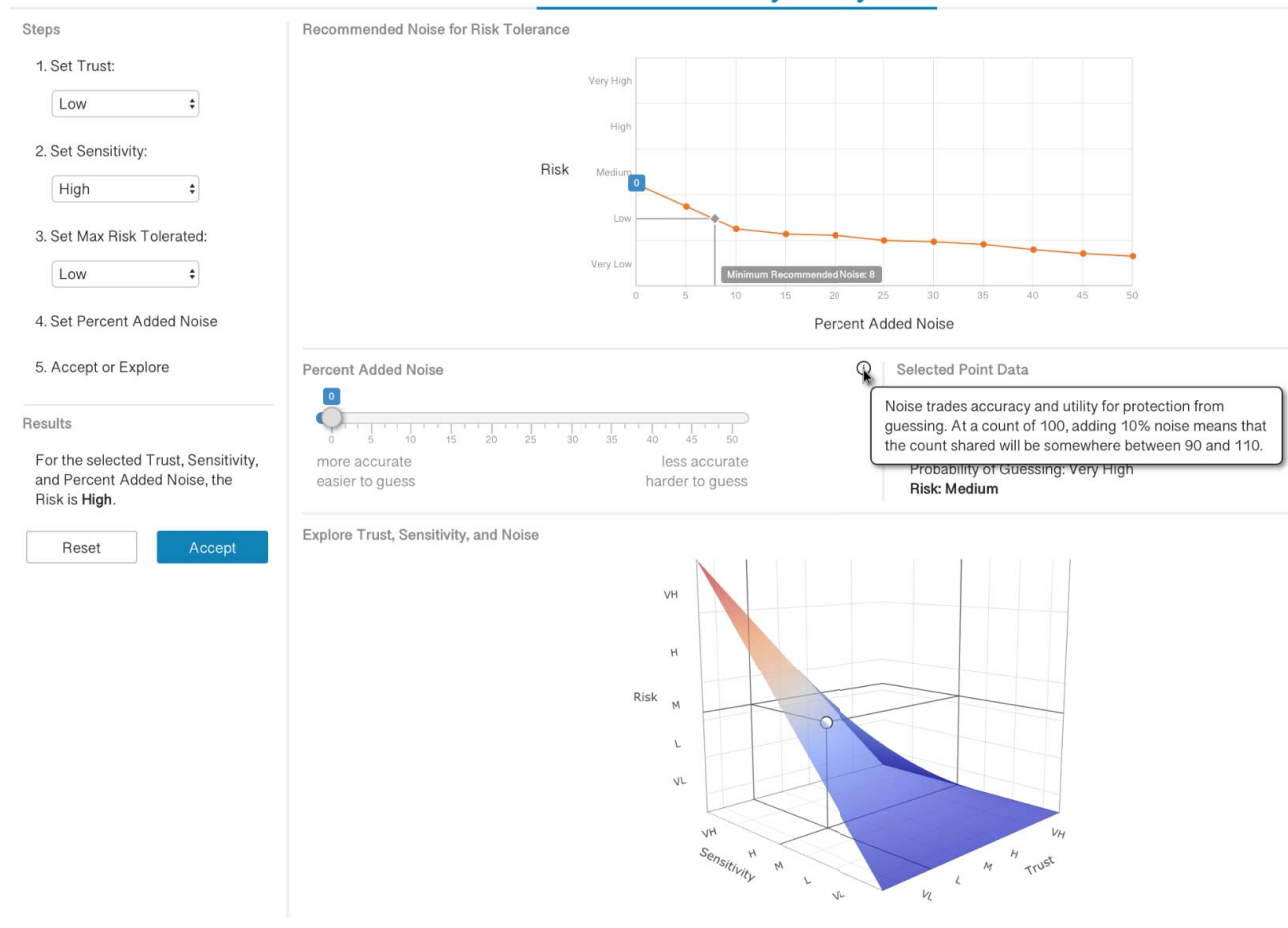 Steps
1. Set Trust:
Low
2. Set Sensitivity:
High
3. Set Max Risk Tolerated:
Low
4. Set Percent Added Noise
5. Accept or Explore
Results
For the selected Trust, Sensitivity,
and Percent Added Noise, the
Risk is High.
Reset
Accept
Recommended Noise for Risk Tolerance
Very High
High
Risk
Medium
0
Low
Very Low
Minimum Recommended Noise: 8
0 5 10 15 20 25 30 35 40 45 50
Percent Added Noise
Percent Added Noise
0
0 5 10 15 20 25 30 35 40 45 50
more accurate
easier to guess
less accurate
harder to guess
Selected Point Data
Noise trades accuracy and utility for protection from
guessing. At a count of 100, adding 10% noise means that
the count shared will be somewhere between 90 and 110.
Probability of Guessing: Very High
Risk: Medium
Explore Trust, Sensitivity, and Noise
VH
H
Risk
M
L
VL
VH
H
M
L
VL
Sensitivity
VL
L
M
H
VH
Trust